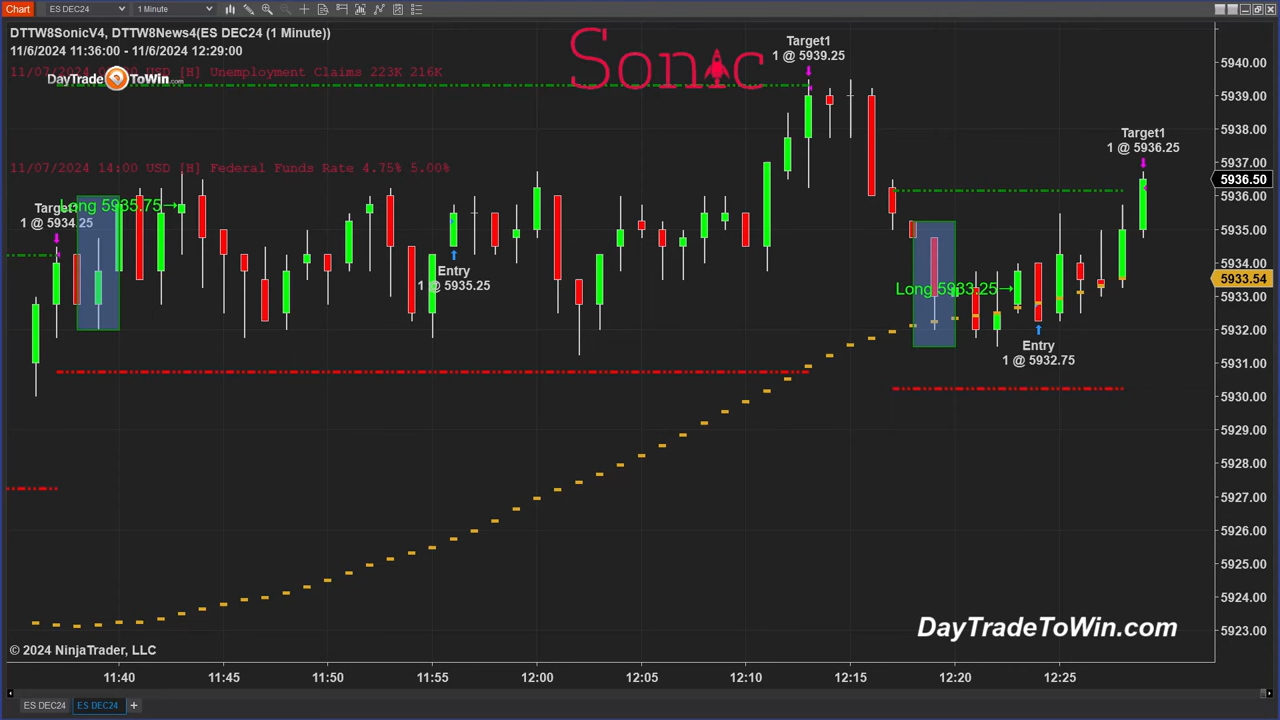 Chart
ES DEC24
1 Minute
DTTW8SonicV4, DTTW8News4(ES DEC24 (1 Minute))
11/6/2024 11:36:00 - 11/6/2024 12:29:00
USD [H] Unemployment Claims 223K 216K
DayTradeToWin.com
Sonic
Target1
1 @ 5939.25
11/07/2024 14:00 USD [H] Federal Funds Rate 4.75% 5.00%
Long 5935.75→
1 @ 5934.25
Entry
1 @ 5935.25
Long 5933.25→
Entry
1 @ 5932.75
Target1
1 @ 5936.25
5940.00
5939.00
5938.00
5937.00
5936.50
5936.00
5935.00
5934.00
5933.54
5933.00
5932.00
5931.00
5930.00
5929.00
5928.00
5927.00
5926.00
5925.00
5924.00
5923.00
DayTradeToWin.com
© 2024 NinjaTrader, LLC
11:40
11:45
11:50
11:55
12:00
12:05
12:10
12:15
12:20
12:25
ES DEC24
ES DEC24